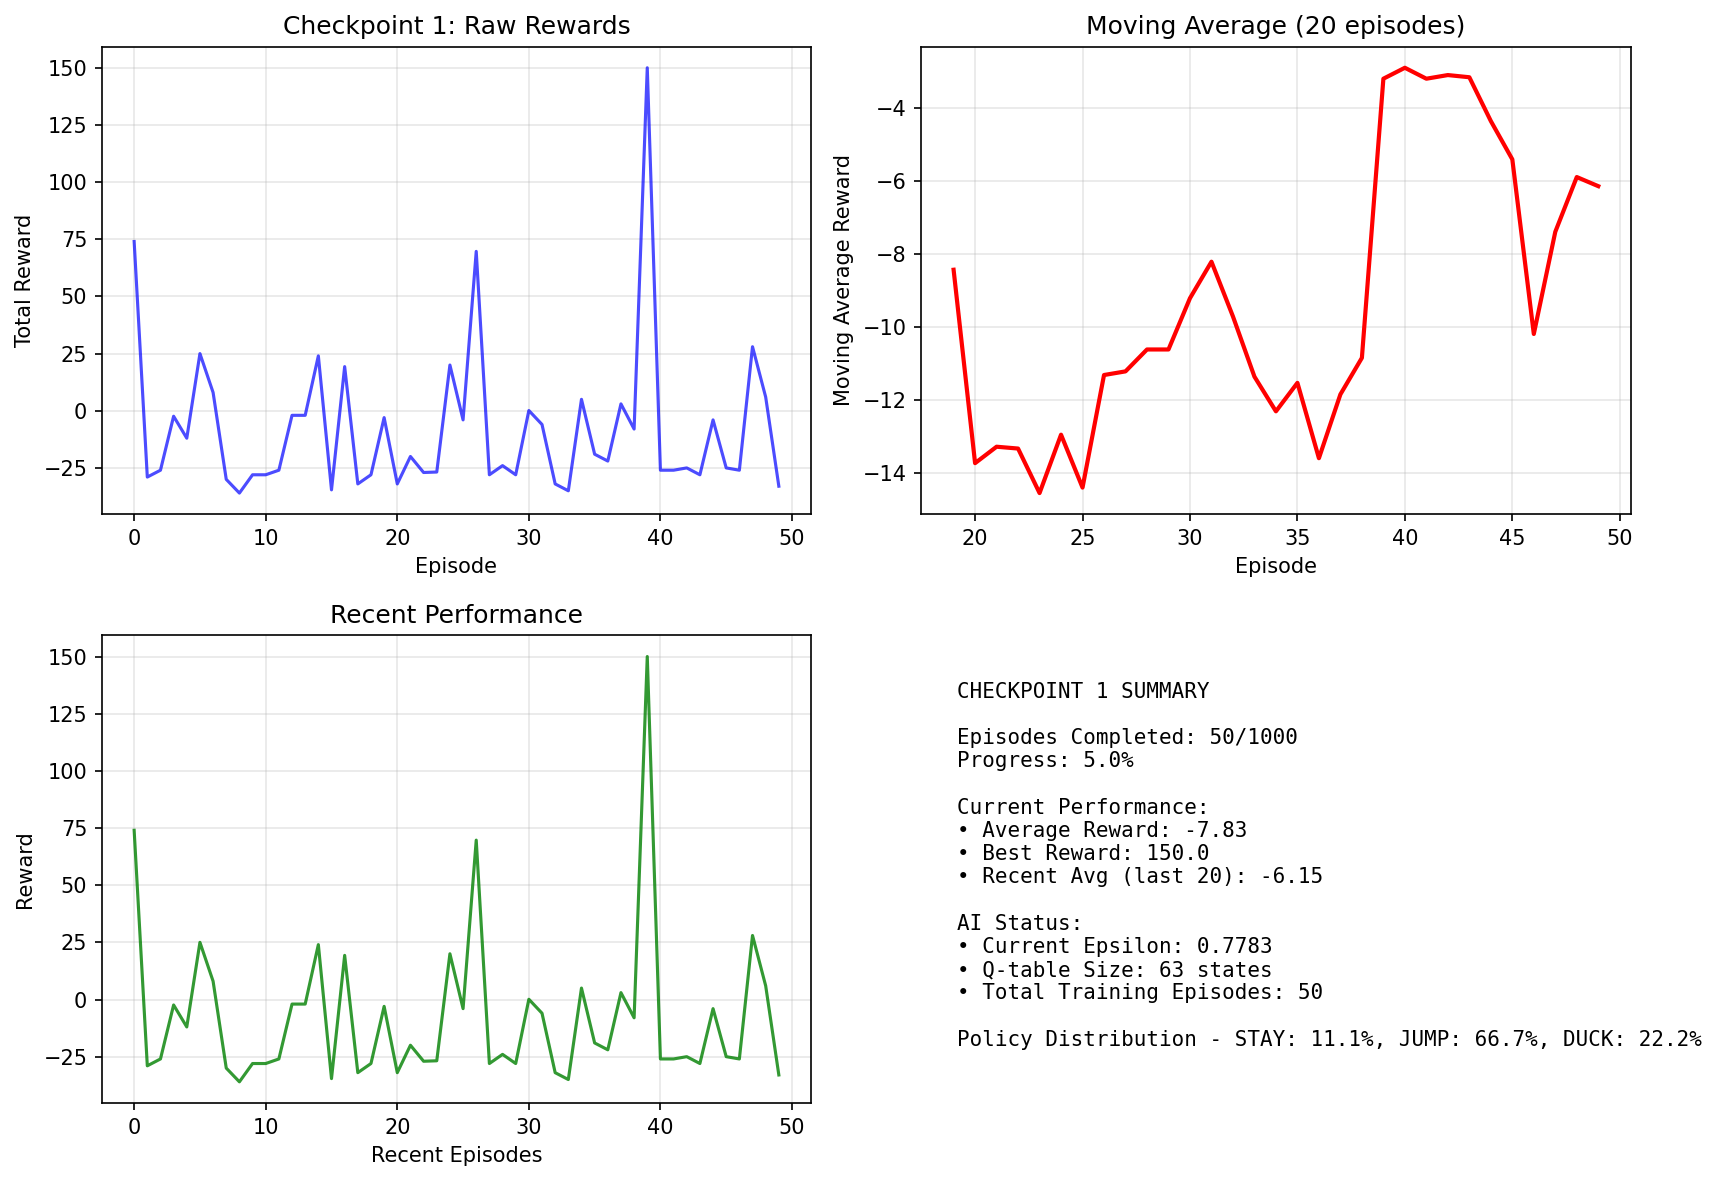 Checkpoint 1: Raw Rewards
150
125
100
75
50
25
0
−25
Total Reward
0 10 20 30 40 50
Episode
Moving Average (20 episodes)
−4
−6
−8
−10
−12
−14
Moving Average Reward
20 25 30 35 40 45 50
Episode
Recent Performance
150
125
100
75
50
25
0
−25
Reward
0 10 20 30 40 50
Recent Episodes
CHECKPOINT 1 SUMMARY
Episodes Completed: 50/1000
Progress: 5.0%
Current Performance:
• Average Reward: -7.83
• Best Reward: 150.0
• Recent Avg (last 20): -6.15
AI Status:
• Current Epsilon: 0.7783
• Q-table Size: 63 states
• Total Training Episodes: 50
Policy Distribution - STAY: 11.1%, JUMP: 66.7%, DUCK: 22.2%